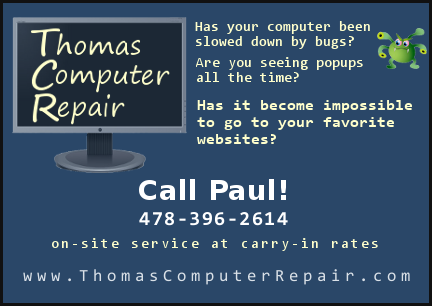 Thomas
Computer
Repair
Has your computer been
slowed down by bugs?
Are you seeing popups
all the time?
Has it become impossible
to go to your favorite
websites?
Call Paul!
478-396-2614
on-site service at carry-in rates
www.ThomasComputerRepair.com